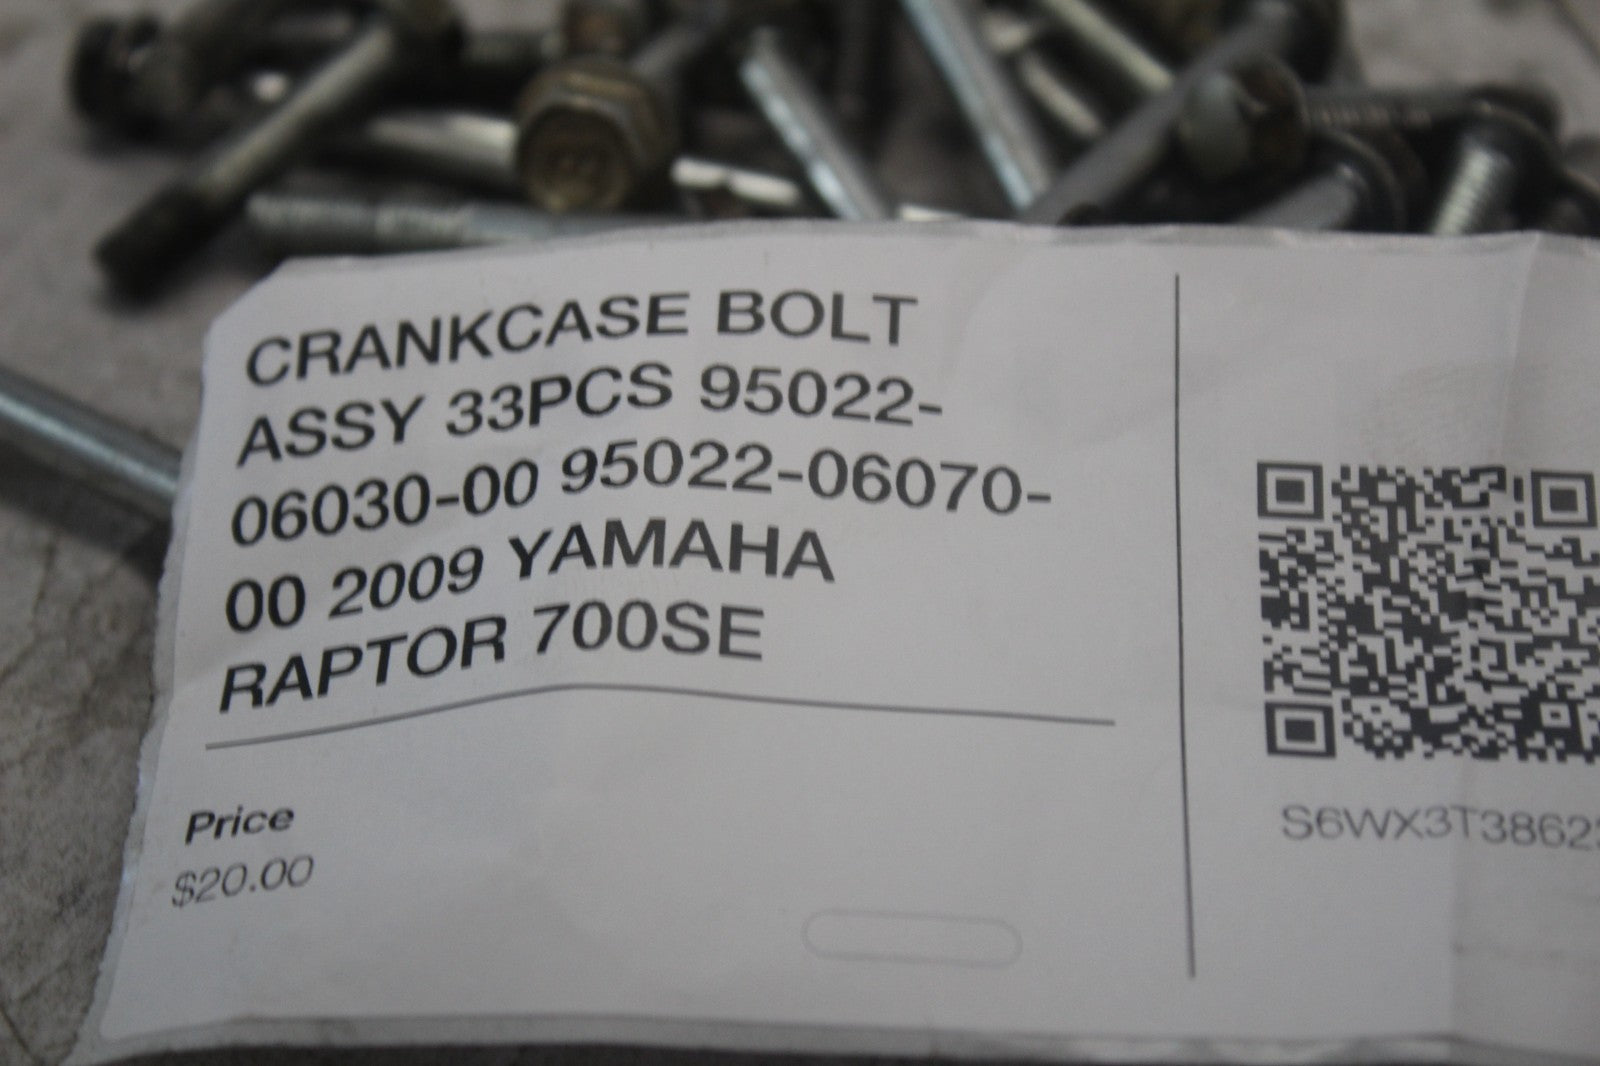 CRANKCASE BOLT
ASSY 33PCS 95022-
06030-00 95022-06070-
00 2009 YAMAHA
RAPTOR 700SE
Price
$20.00